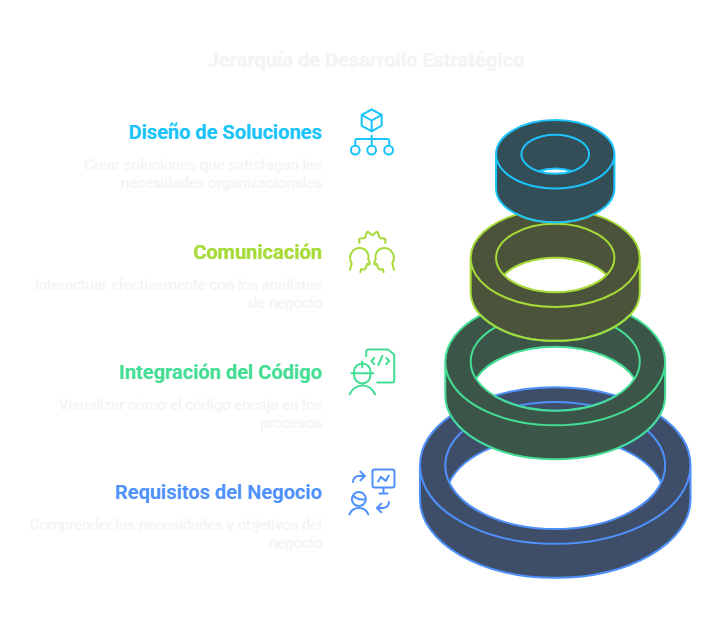 Jerarquía de Desarrollo Estratégico
Diseño de Soluciones
Crear soluciones que satisfagan las
necesidades organizacionales
Comunicación
Interactuar efectivamente con los analistas
de negocio
Integración del Código
Visualizar cómo el código encaja en los
procesos
Requisitos del Negocio
Comprender las necesidades y objetivos del
negocio